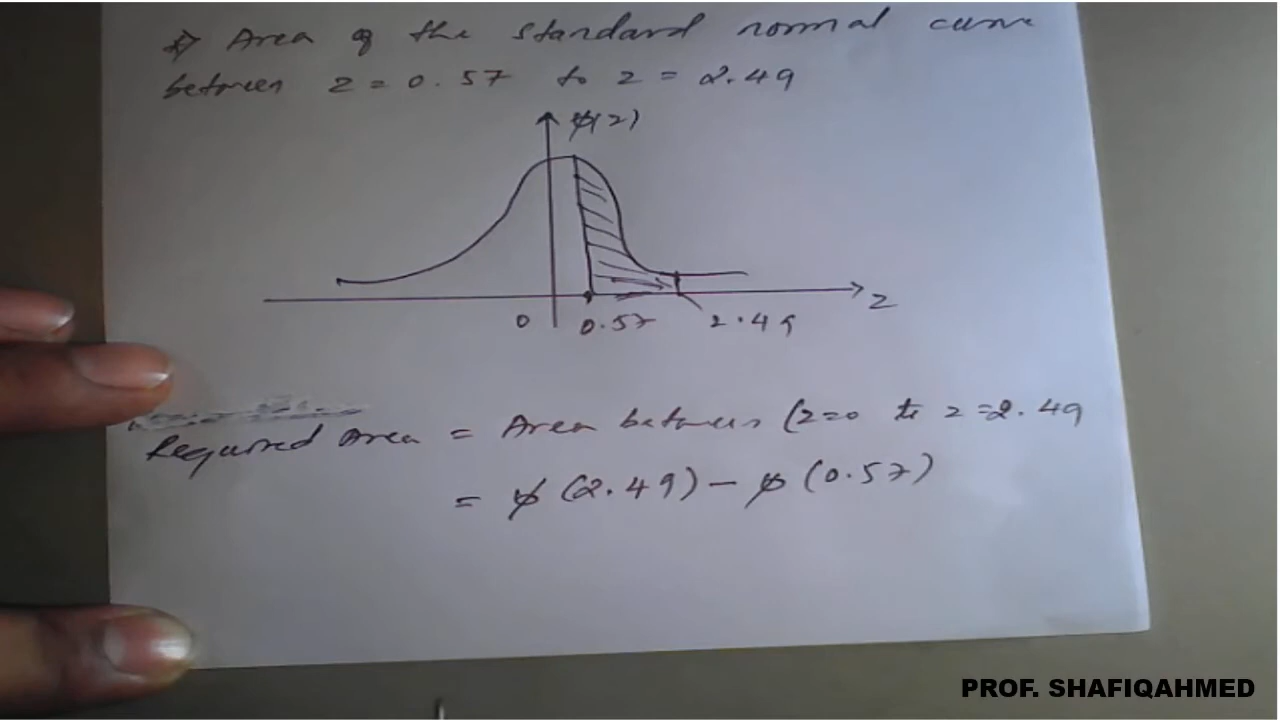 *) Area of the standard normal curve
between z = 0.57 to z = 2.49
φ(z)
0 0.57 2.49 z
Required Area = Area between (z=0 to z=2.49
= φ (2.49) - φ (0.57)
PROF. SHAFIQAHMED